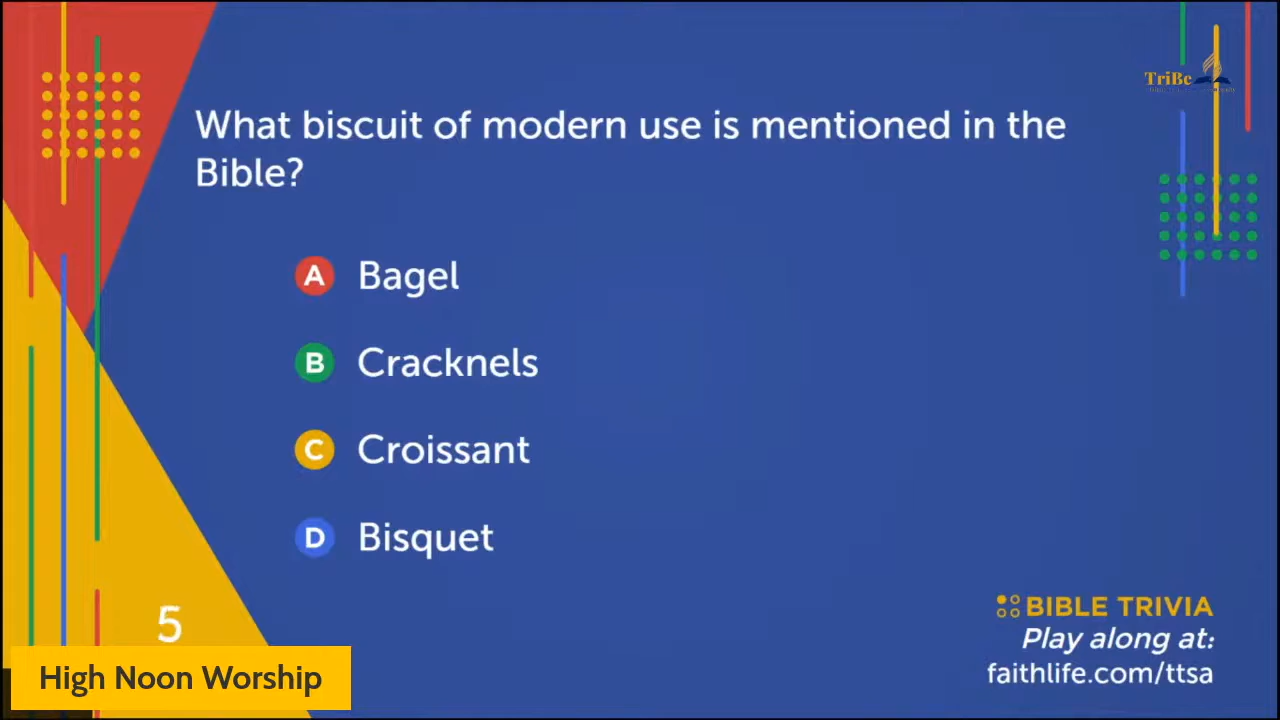 TriBe
What biscuit of modern use is mentioned in the
Bible?
A Bagel
B Cracknels
C Croissant
D Bisquet
5
BIBLE TRIVIA
Play along at:
faithlife.com/ttsa
High Noon Worship